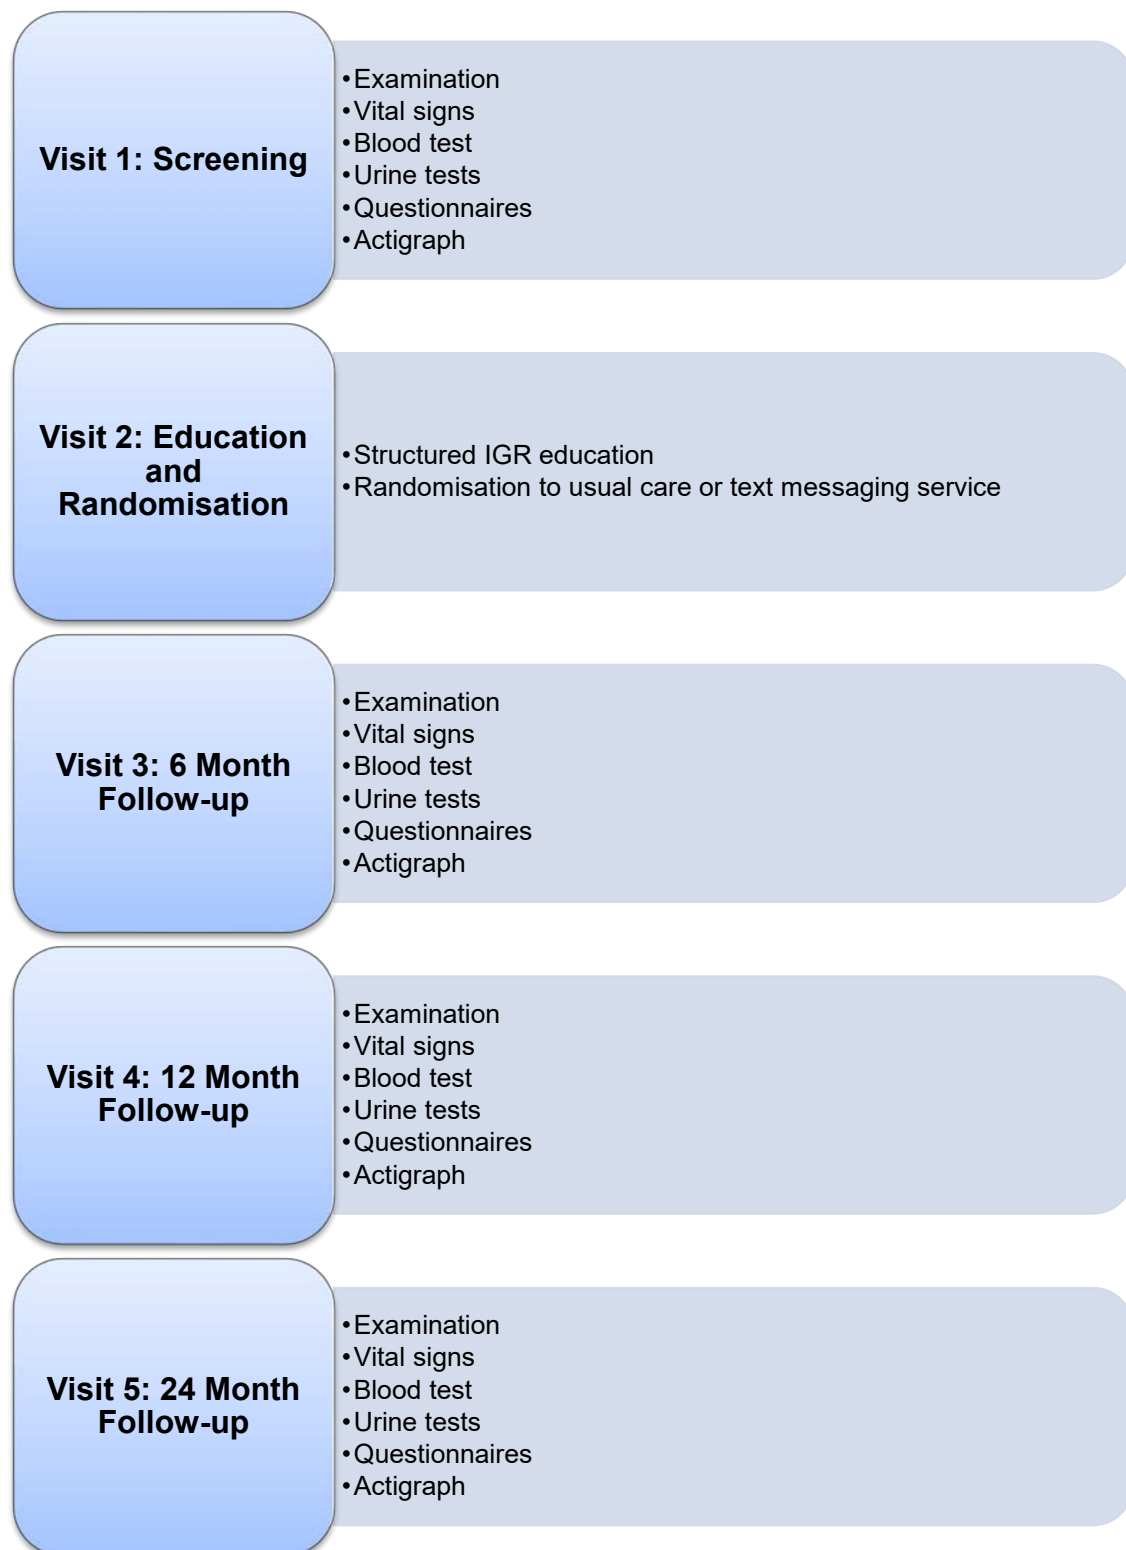 Visit 1: Screening
•Examination
•Vital signs
•Blood test
•Urine tests
•Questionnaires
•Actigraph
Visit 2: Education
and
Randomisation
•Structured IGR education
•Randomisation to usual care or text messaging service
Visit 3: 6 Month
Follow-up
•Examination
•Vital signs
•Blood test
•Urine tests
•Questionnaires
•Actigraph
Visit 4: 12 Month
Follow-up
•Examination
•Vital signs
•Blood test
•Urine tests
•Questionnaires
•Actigraph
Visit 5: 24 Month
Follow-up
•Examination
•Vital signs
•Blood test
•Urine tests
•Questionnaires
•Actigraph